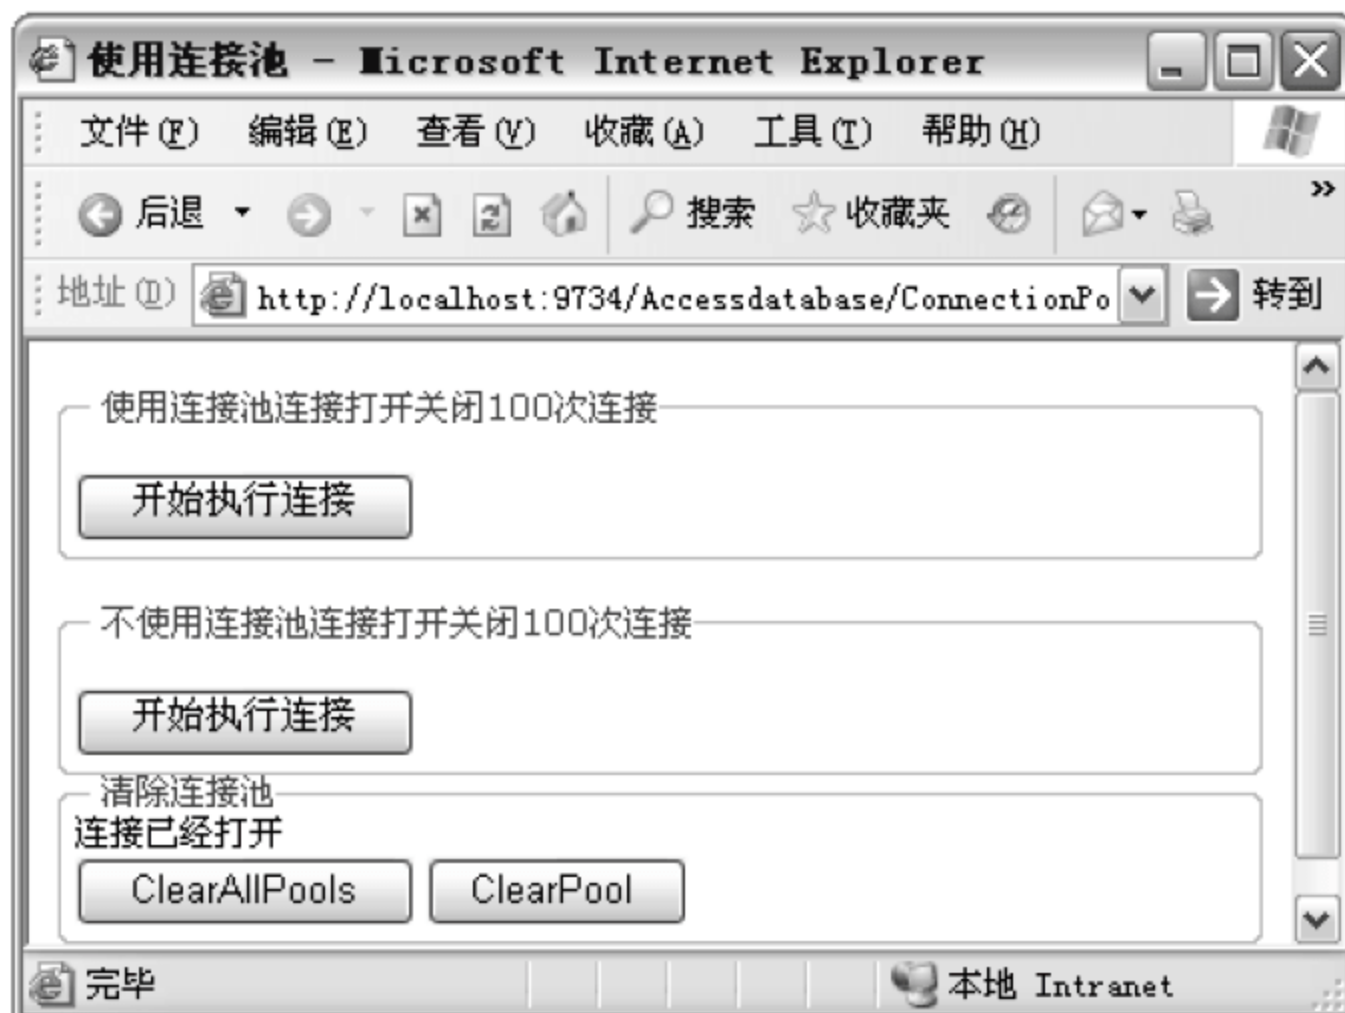 使用连接池 - Microsoft Internet Explorer
文件(F) 编辑(E) 查看(V) 收藏(A) 工具(T) 帮助(H)
后退 搜索 收藏夹 »
地址(D) http://localhost:9734/Accessdatabase/ConnectionPo 转到
使用连接池连接打开关闭100次连接
开始执行连接
不使用连接池连接打开关闭100次连接
开始执行连接
清除连接池
连接已经打开
ClearAllPools ClearPool
完毕 本地 Intranet